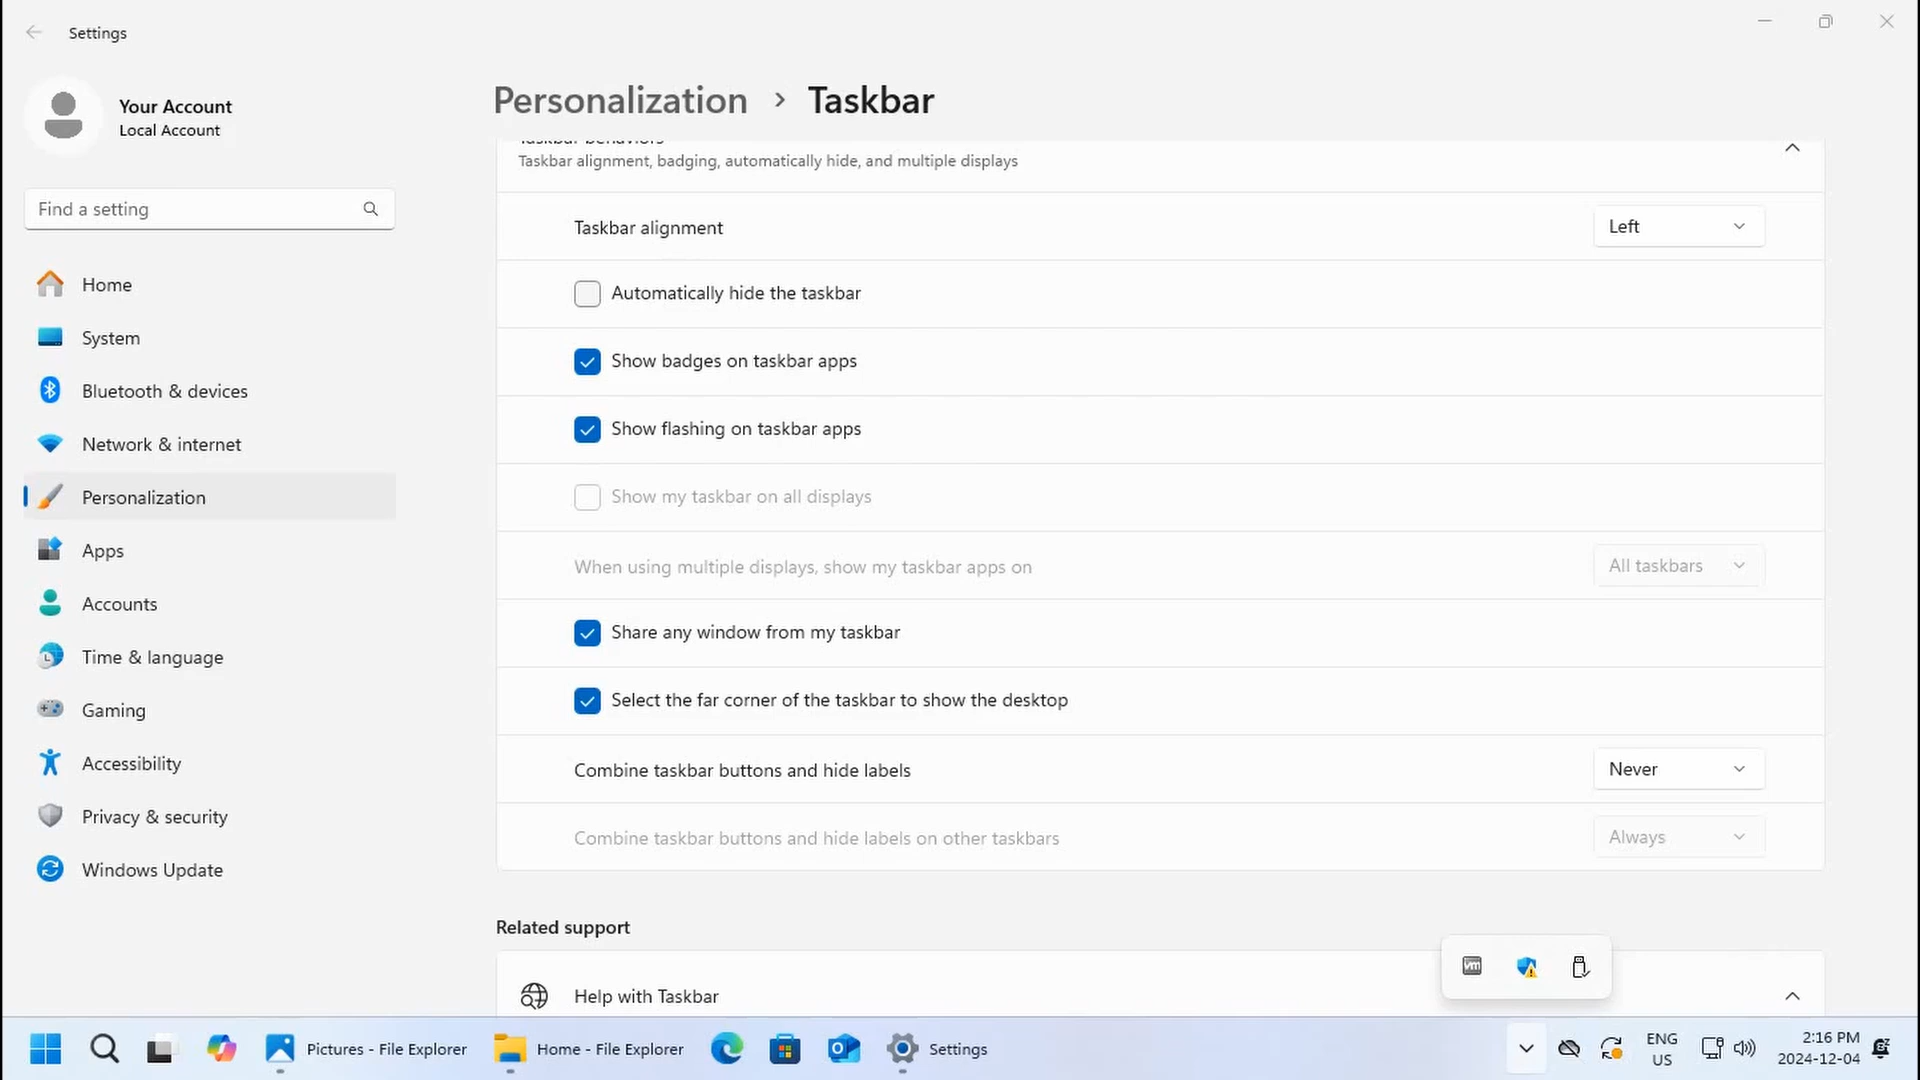 Settings
Your Account
Local Account
Find a setting
Home
System
Bluetooth & devices
Network & internet
Personalization
Apps
Accounts
Time & language
Gaming
Accessibility
Privacy & security
Windows Update
Personalization > Taskbar
Taskbar behaviors
Taskbar alignment, badging, automatically hide, and multiple displays
Taskbar alignment Left
Automatically hide the taskbar
Show badges on taskbar apps
Show flashing on taskbar apps
Show my taskbar on all displays
When using multiple displays, show my taskbar apps on All taskbars
Share any window from my taskbar
Select the far corner of the taskbar to show the desktop
Combine taskbar buttons and hide labels Never
Combine taskbar buttons and hide labels on other taskbars Always
Related support
Help with Taskbar
vm
Pictures - File Explorer Home - File Explorer Settings
ENG
US
2:16 PM
2024-12-04